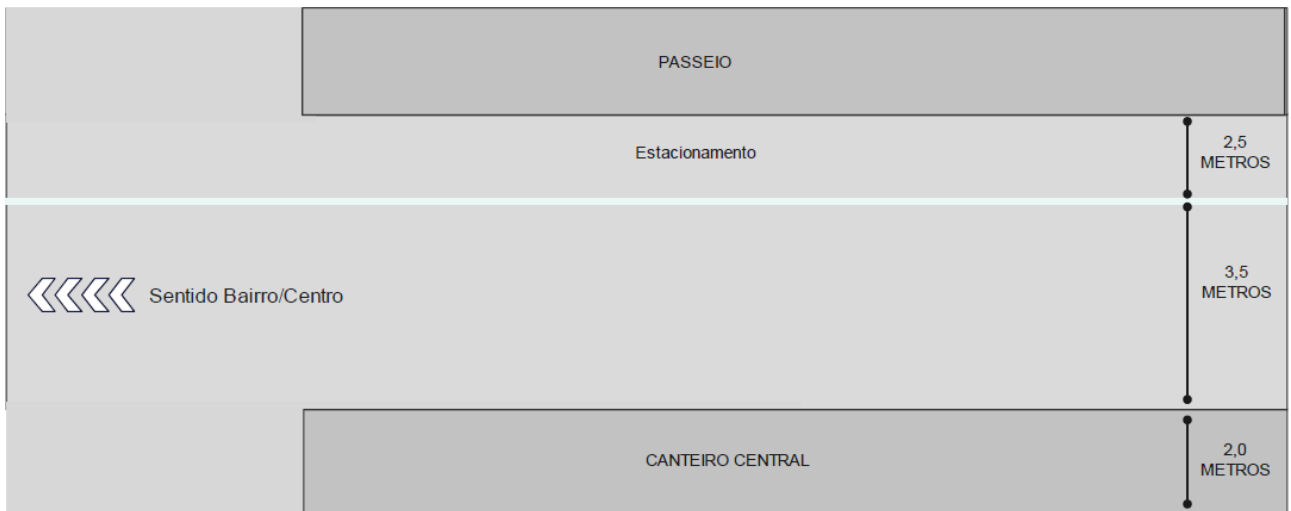 PASSEIO
Estacionamento
2,5
METROS
3,5
METROS
Sentido Bairro/Centro
CANTEIRO CENTRAL
2,0
METROS